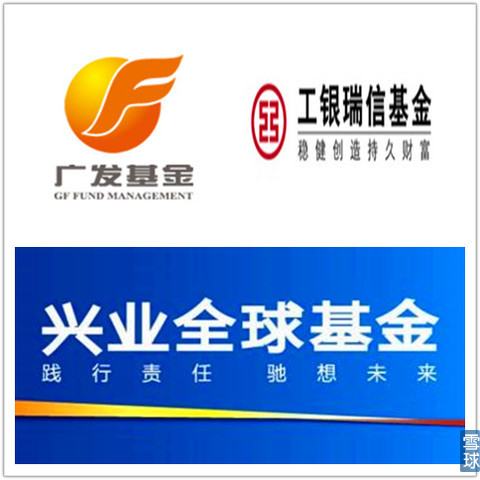 广发基金
GF FUND MANAGEMENT
工银瑞信基金
稳健创造持久财富
兴业全球基金
践行责任 驰想未来
雪球